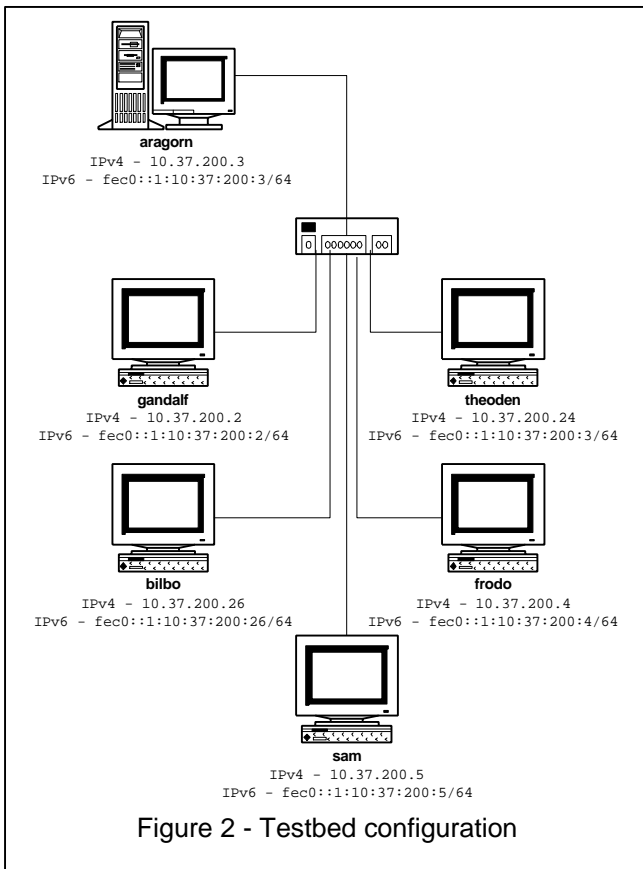 aragorn
IPv4 - 10.37.200.3
IPv6 - fec0::1:10:37:200:3/64
gandalf
IPv4 - 10.37.200.2
IPv6 - fec0::1:10:37:200:2/64
theoden
IPv4 - 10.37.200.24
IPv6 - fec0::1:10:37:200:3/64
bilbo
IPv4 - 10.37.200.26
IPv6 - fec0::1:10:37:200:26/64
frodo
IPv4 - 10.37.200.4
IPv6 - fec0::1:10:37:200:4/64
sam
IPv4 - 10.37.200.5
IPv6 - fec0::1:10:37:200:5/64
Figure 2 - Testbed configuration